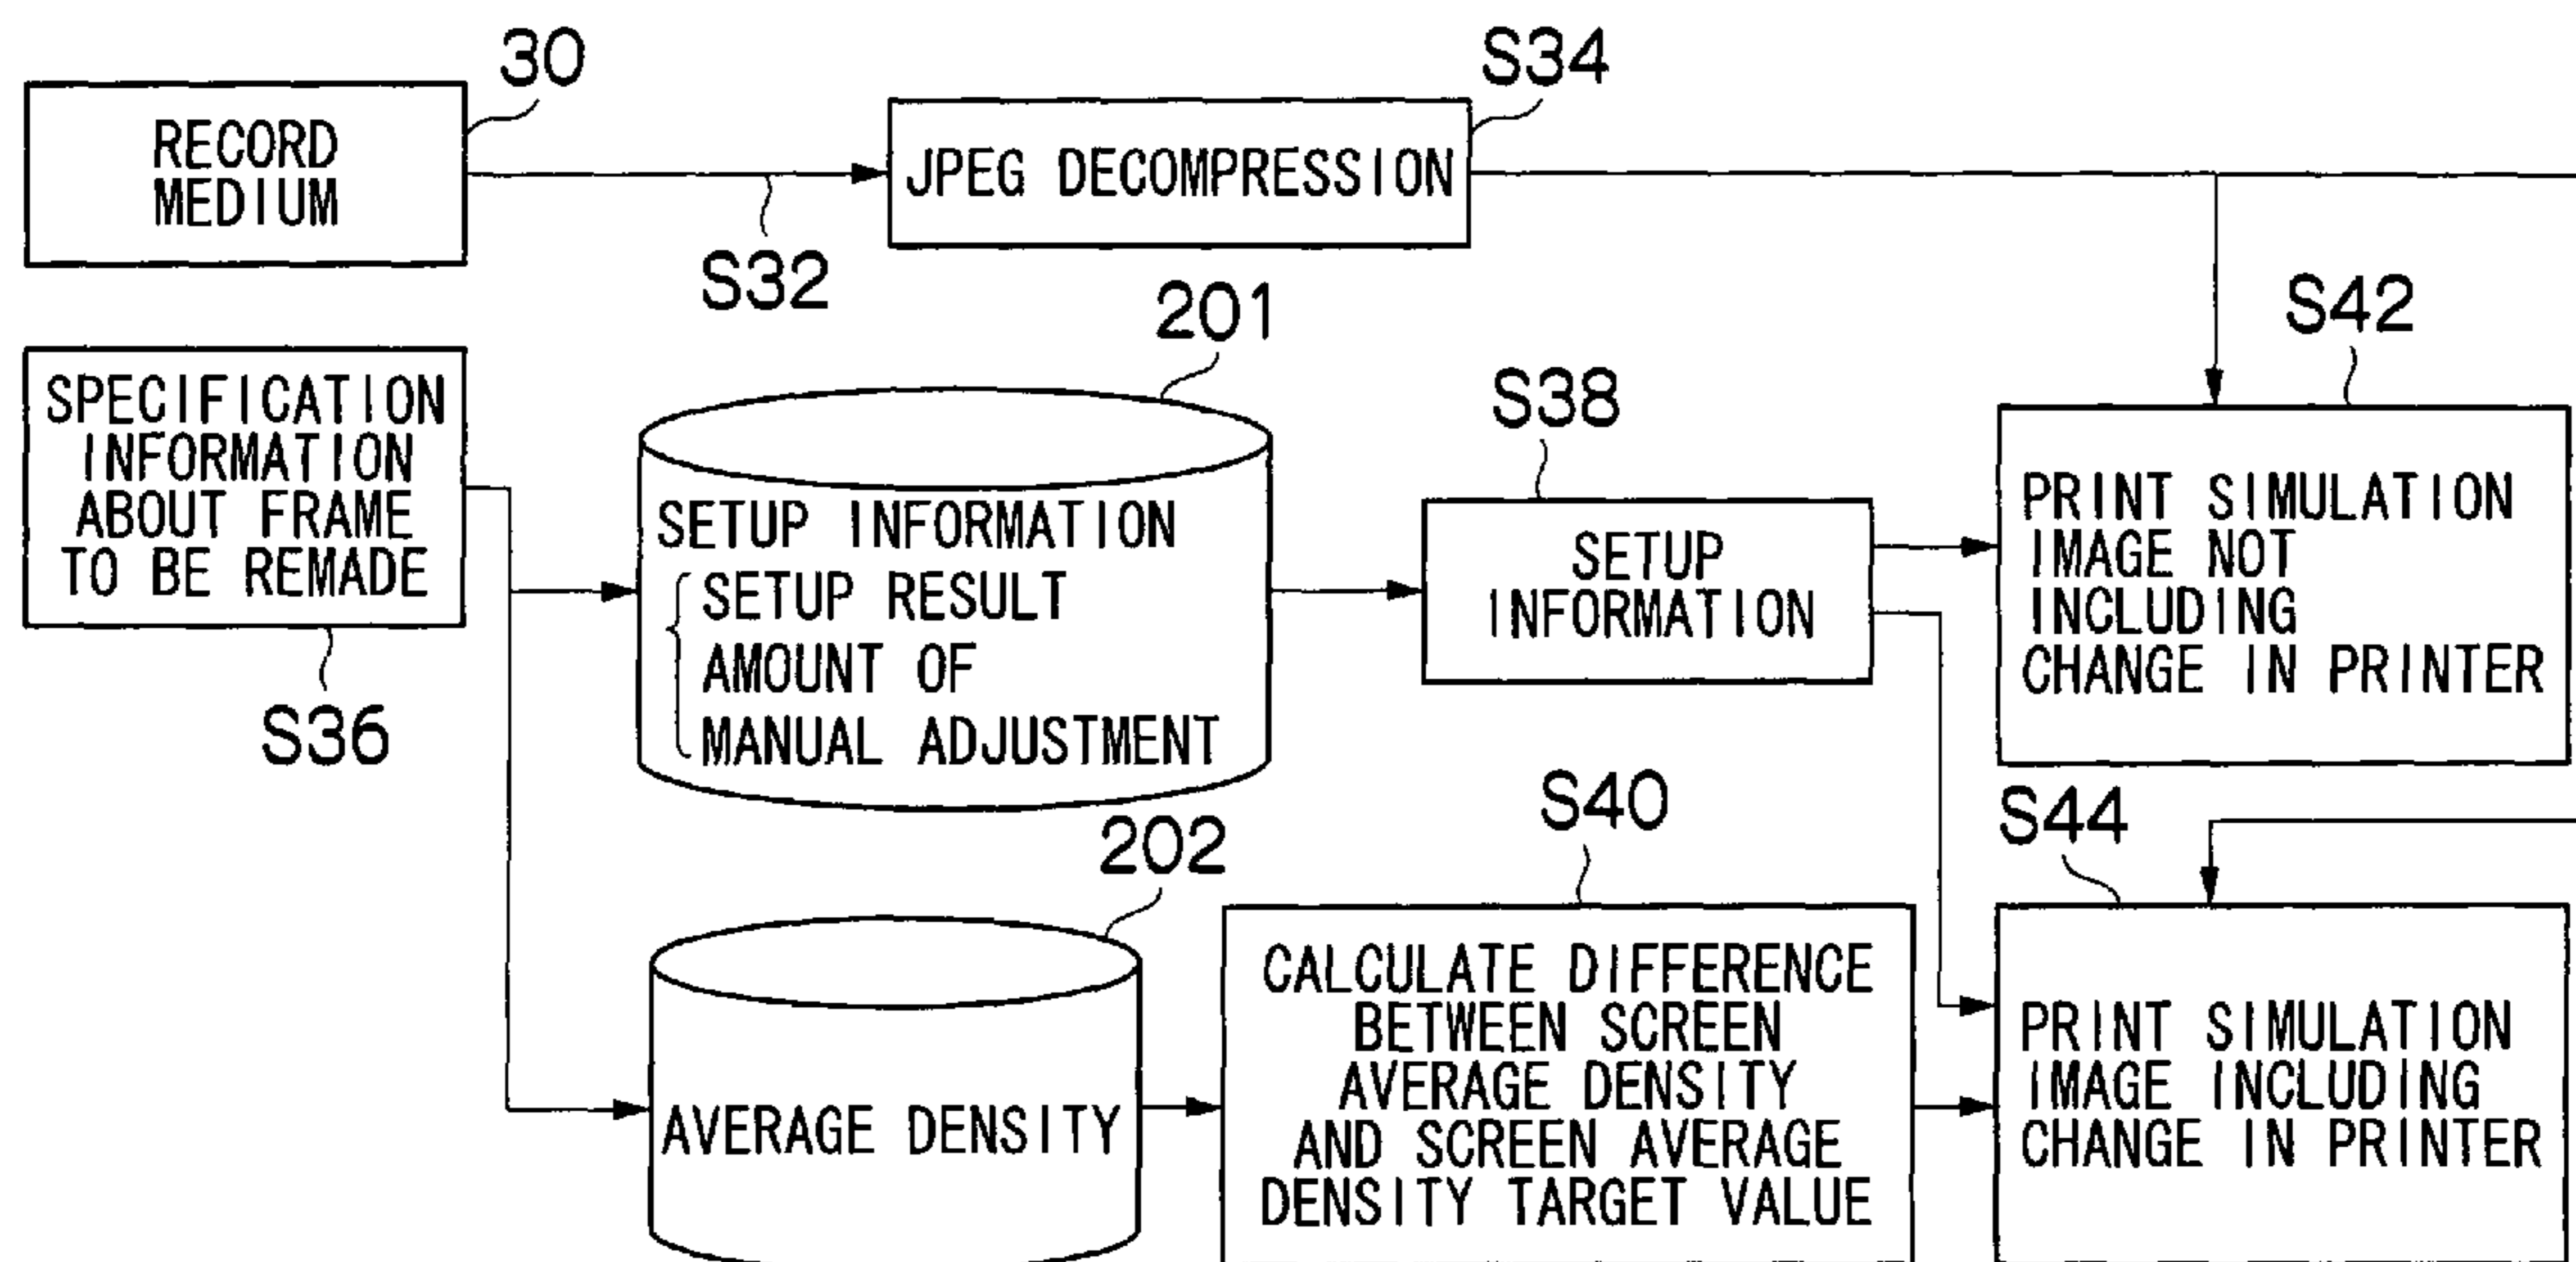 30
RECORD
MEDIUM
S32
S34
JPEG DECOMPRESSION
SPECIFICATION
INFORMATION
ABOUT FRAME
TO BE REMADE
S36
201
SETUP INFORMATION
SETUP RESULT
AMOUNT OF
MANUAL ADJUSTMENT
S38
SETUP
INFORMATION
S42
PRINT SIMULATION
IMAGE NOT
INCLUDING
CHANGE IN PRINTER
202
AVERAGE DENSITY
S40
CALCULATE DIFFERENCE
BETWEEN SCREEN
AVERAGE DENSITY
AND SCREEN AVERAGE
DENSITY TARGET VALUE
S44
PRINT SIMULATION
IMAGE INCLUDING
CHANGE IN PRINTER